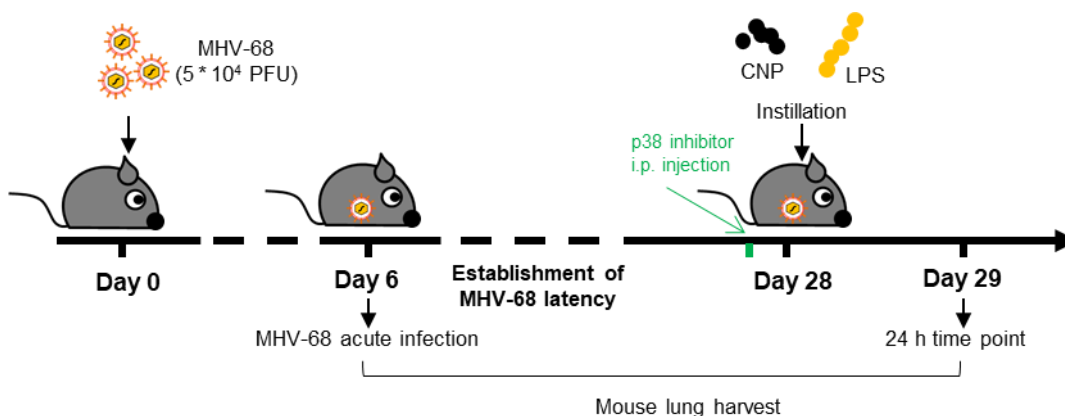 MHV-68
(5 * 10⁴ PFU)
CNP
LPS
Instillation
p38 inhibitor
i.p. injection
Day 0
Day 6
Establishment of
MHV-68 latency
Day 28
Day 29
MHV-68 acute infection
24 h time point
Mouse lung harvest